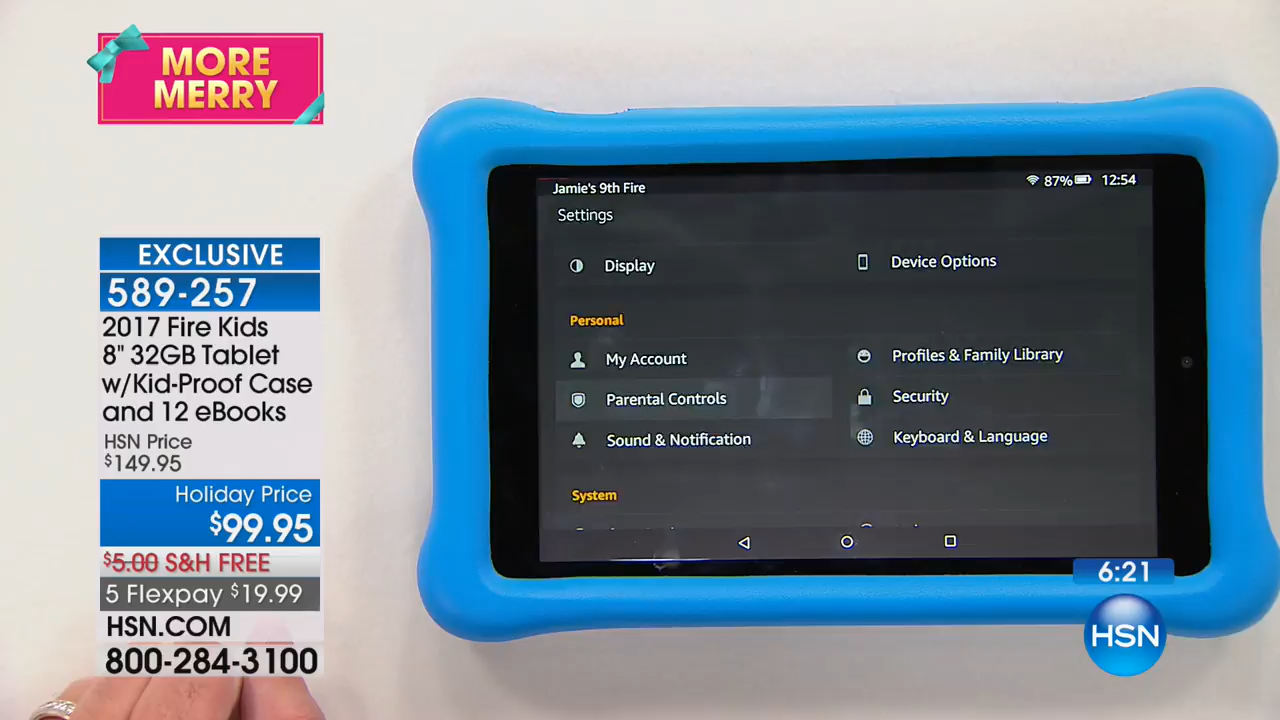 MORE
MERRY
EXCLUSIVE
589-257
2017 Fire Kids
8" 32GB Tablet
w/Kid-Proof Case
and 12 eBooks
HSN Price
$149.95
Holiday Price
$99.95
$5.00 S&H FREE
5 Flexpay $19.99
HSN.COM
800-284-3100
Jamie's 9th Fire
87% 12:54
Settings
Display
Device Options
Personal
My Account
Profiles & Family Library
Parental Controls
Security
Sound & Notification
Keyboard & Language
System
6:21
HSN